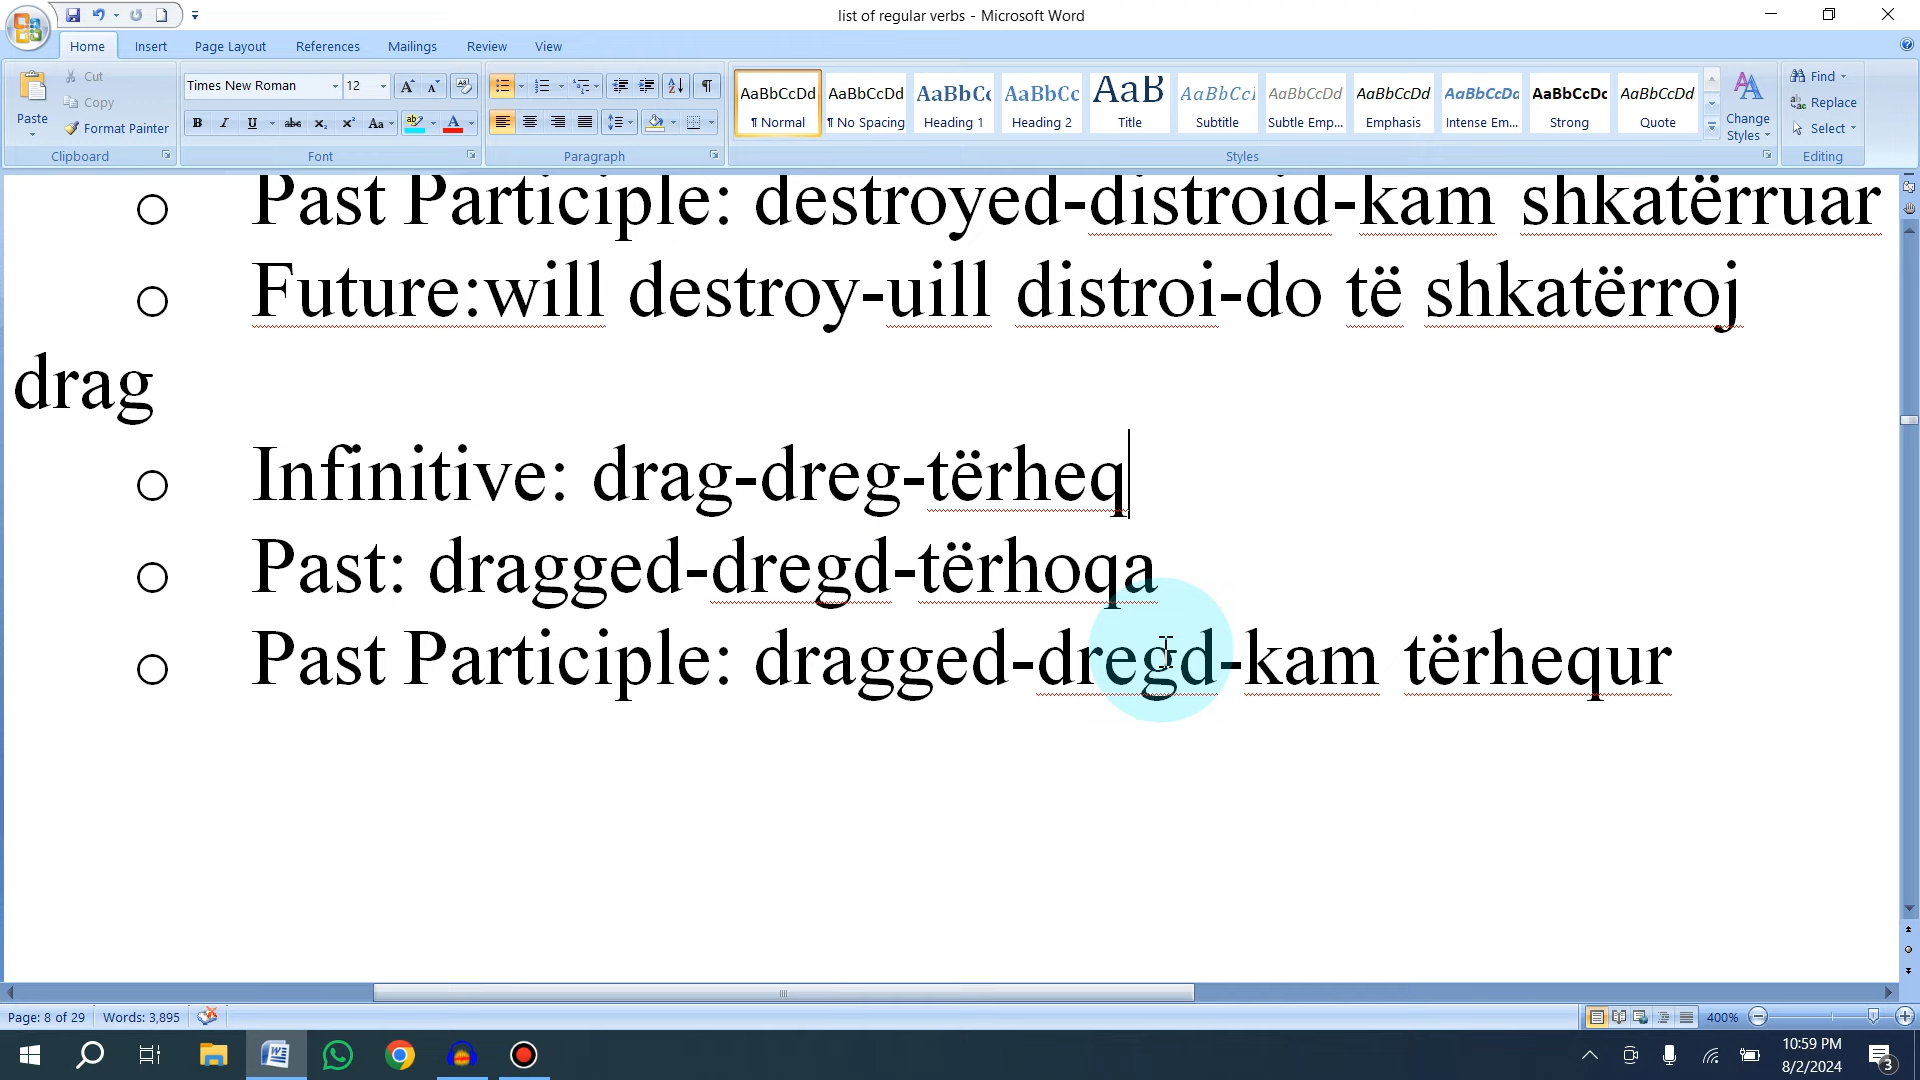 list of regular verbs - Microsoft Word
Home Insert Page Layout References Mailings Review View
Paste
Cut
Copy
Format Painter
Clipboard
Times New Roman 12
Font
Paragraph
AaBbCcDd AaBbCcDd AaBbCc AaBbCc AaB AaBbCcl AaBbCcDd AaBbCcDd AaBbCcDd AaBbCcDc AaBbCcDd
¶ Normal ¶ No Spacing Heading 1 Heading 2 Title Subtitle Subtle Emp... Emphasis Intense Em... Strong Quote
Styles
Change Styles
Find
Replace
Select
Editing
Past Participle: destroyed-distroid-kam shkatërruar
Future:will destroy-uill distroi-do të shkatërroj
drag
Infinitive: drag-dreg-tërheq
Past: dragged-dregd-tërhoqa
Past Participle: dragged-dregd-kam tërhequr
Page: 8 of 29 Words: 3,895
400%
10:59 PM
8/2/2024
3